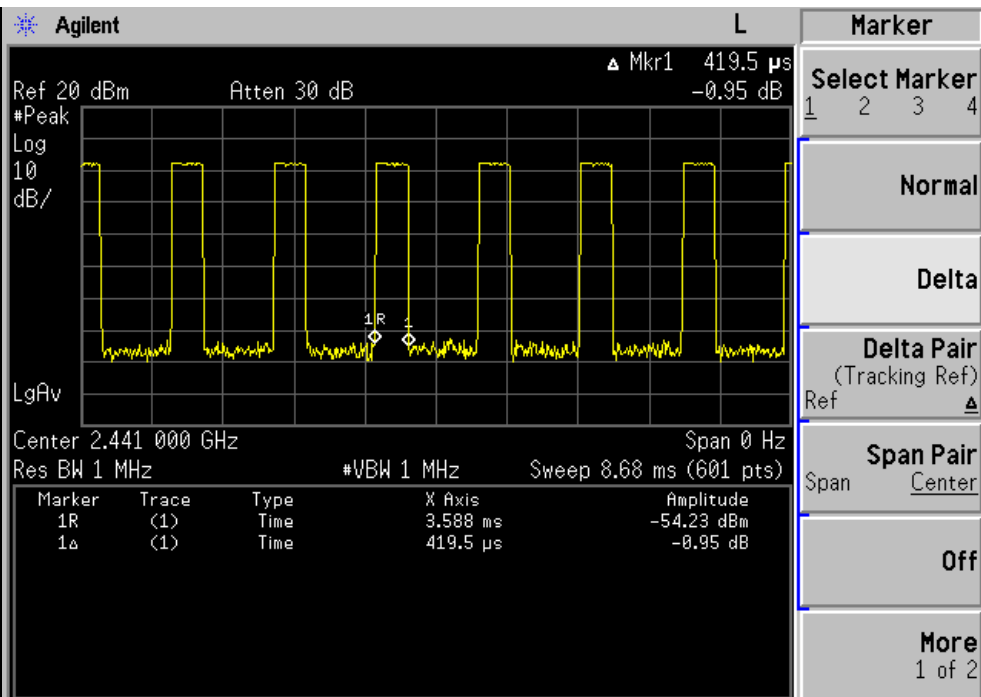 Agilent L
Δ Mkr1 419.5 µs
Ref 20 dBm Atten 30 dB -0.95 dB
#Peak
Log
10
dB/
1R 1
LgAv
Center 2.441 000 GHz Span 0 Hz
Res BW 1 MHz #VBW 1 MHz Sweep 8.68 ms (601 pts)
Marker Trace Type X Axis Amplitude
1R (1) Time 3.588 ms -54.23 dBm
1Δ (1) Time 419.5 µs -0.95 dB
Marker
Select Marker
1 2 3 4
Normal
Delta
Delta Pair
(Tracking Ref)
Ref Δ
Span Pair
Span Center
Off
More
1 of 2